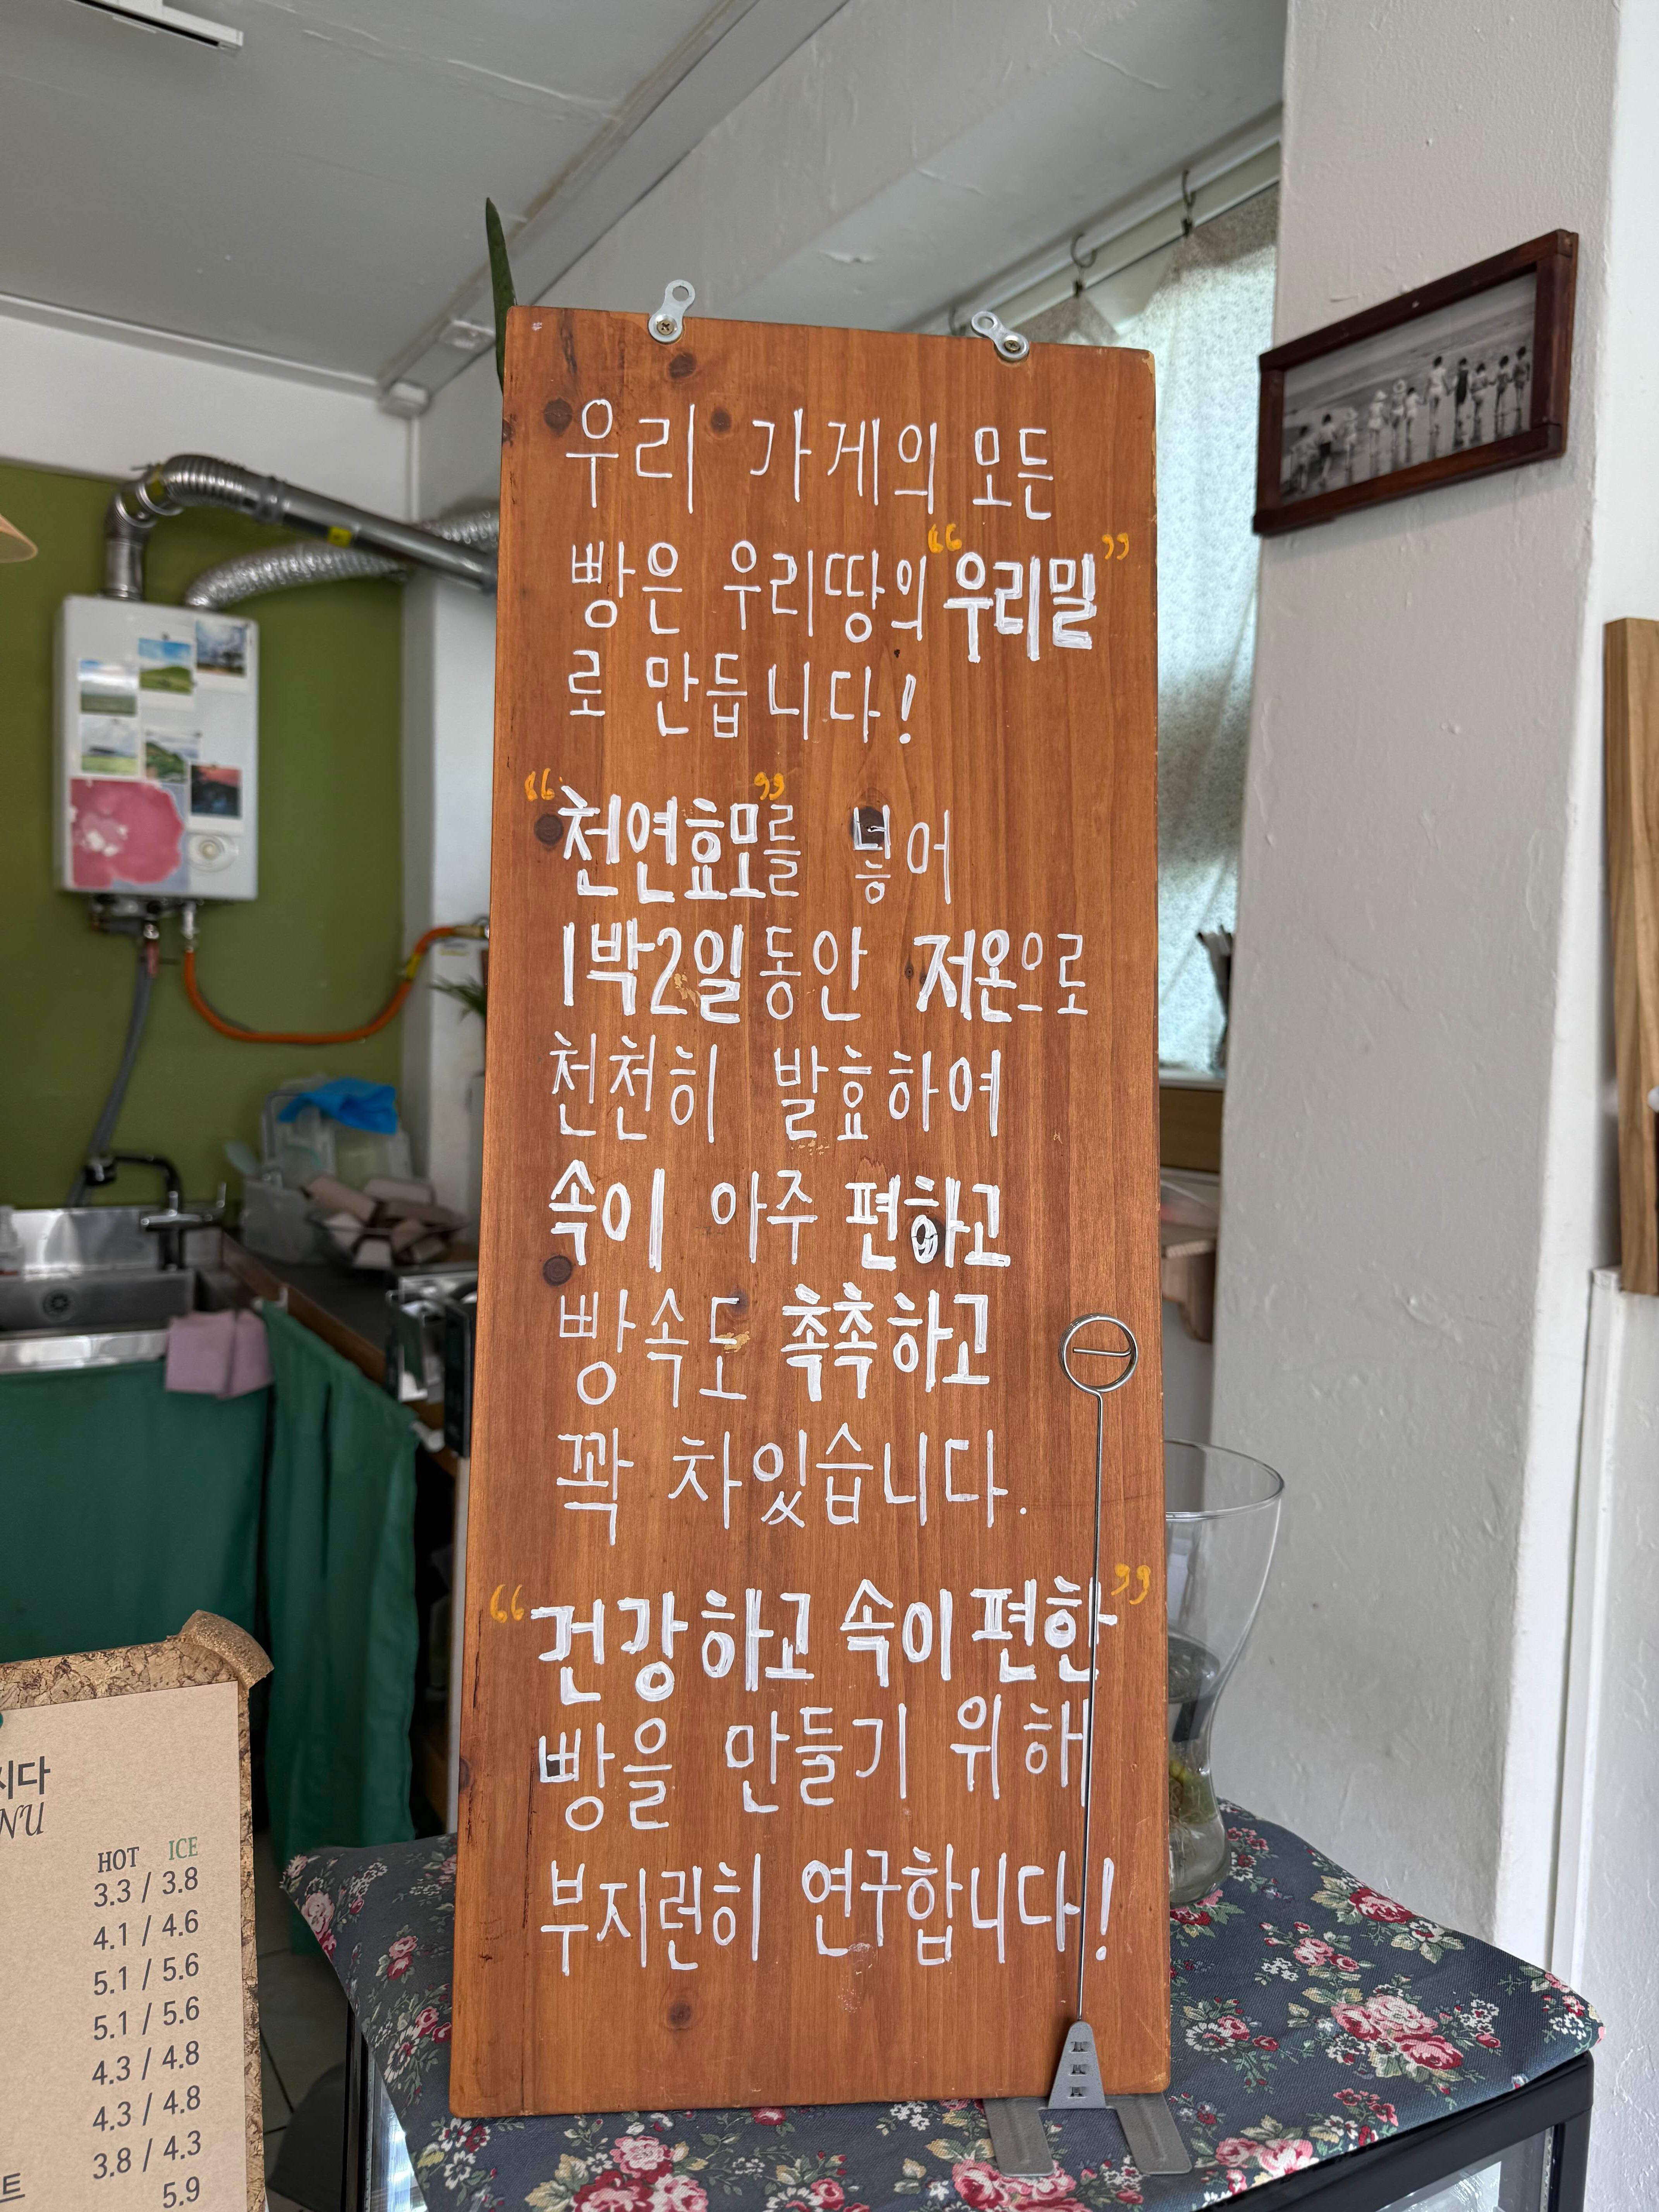 우리 가게의 모든
빵은 우리땅의 “우리밀”
로 만듭니다!
“천연효모”를 넣어
1박2일동안 저온으로
천천히 발효하여
속이 아주 편하고
빵속도 촉촉하고
꽉 차있습니다.
“건강하고 속이 편한”
빵을 만들기 위해
부지런히 연구합니다!
시다
NU
HOT ICE
3.3 / 3.8
4.1 / 4.6
5.1 / 5.6
5.1 / 5.6
4.3 / 4.8
4.3 / 4.8
3.8 / 4.3
트
5.9